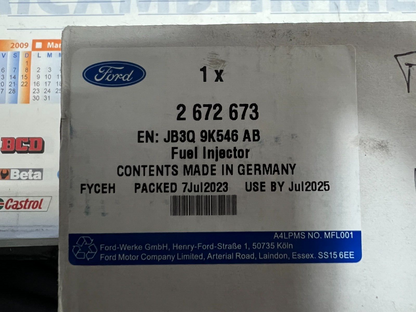 2009
Ma
BCD
Beta
Castrol
Ford
1 x
2 672 673
EN: JB3Q 9K546 AB
Fuel Injector
CONTENTS MADE IN GERMANY
FYCEH PACKED 7Jul2023 USE BY Jul2025
A4LPMS NO. MFL001
Ford-Werke GmbH, Henry-Ford-Straße 1, 50735 Köln
Ford Motor Company Limited, Arterial Road, Laindon, Essex. SS15 6EE